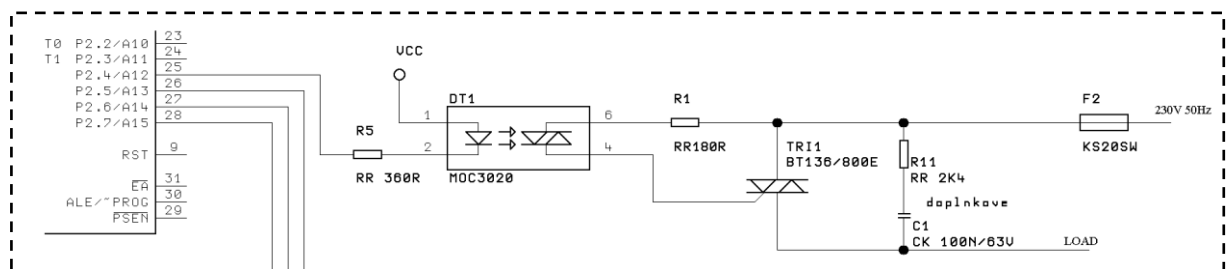 T0 P2.2/A10 23
T1 P2.3/A11 24
P2.4/A12 25
P2.5/A13 26
P2.6/A14 27
P2.7/A15 28
RST 9
EA 31
ALE/~PROG 30
PSEN 29
VCC
R5
RR 360R
DT1
1
2
6
4
MOC3020
R1
RR180R
TRI1
BT136/800E
R11
RR 2K4
doplnkove
C1
CK 100N/63V
F2
KS20SW
230V 50Hz
LOAD